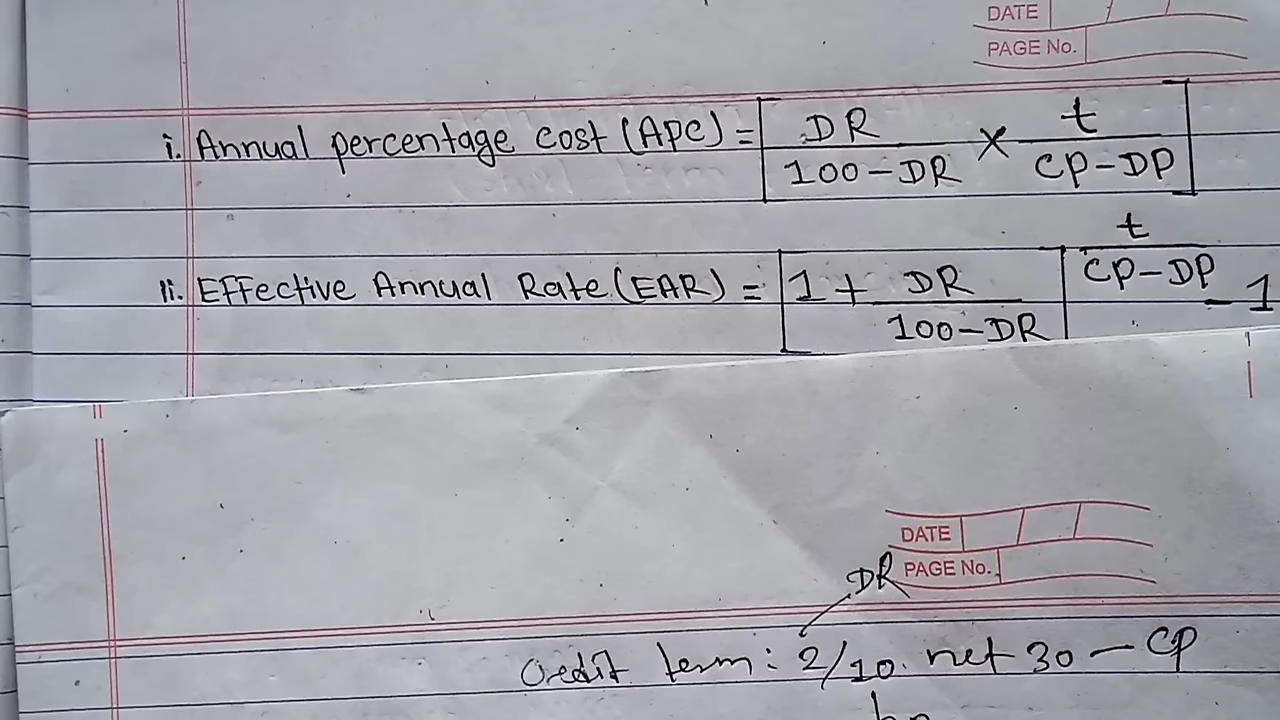 DATE
PAGE No.
i. Annual percentage cost (APC) = [DR/100-DR × t/CP-DP]
ii. Effective Annual Rate (EAR) = [1 + DR/100-DR]^t/CP-DP - 1
DATE
PAGE No.
DR
Credit term: 2/10. net 30 - CP